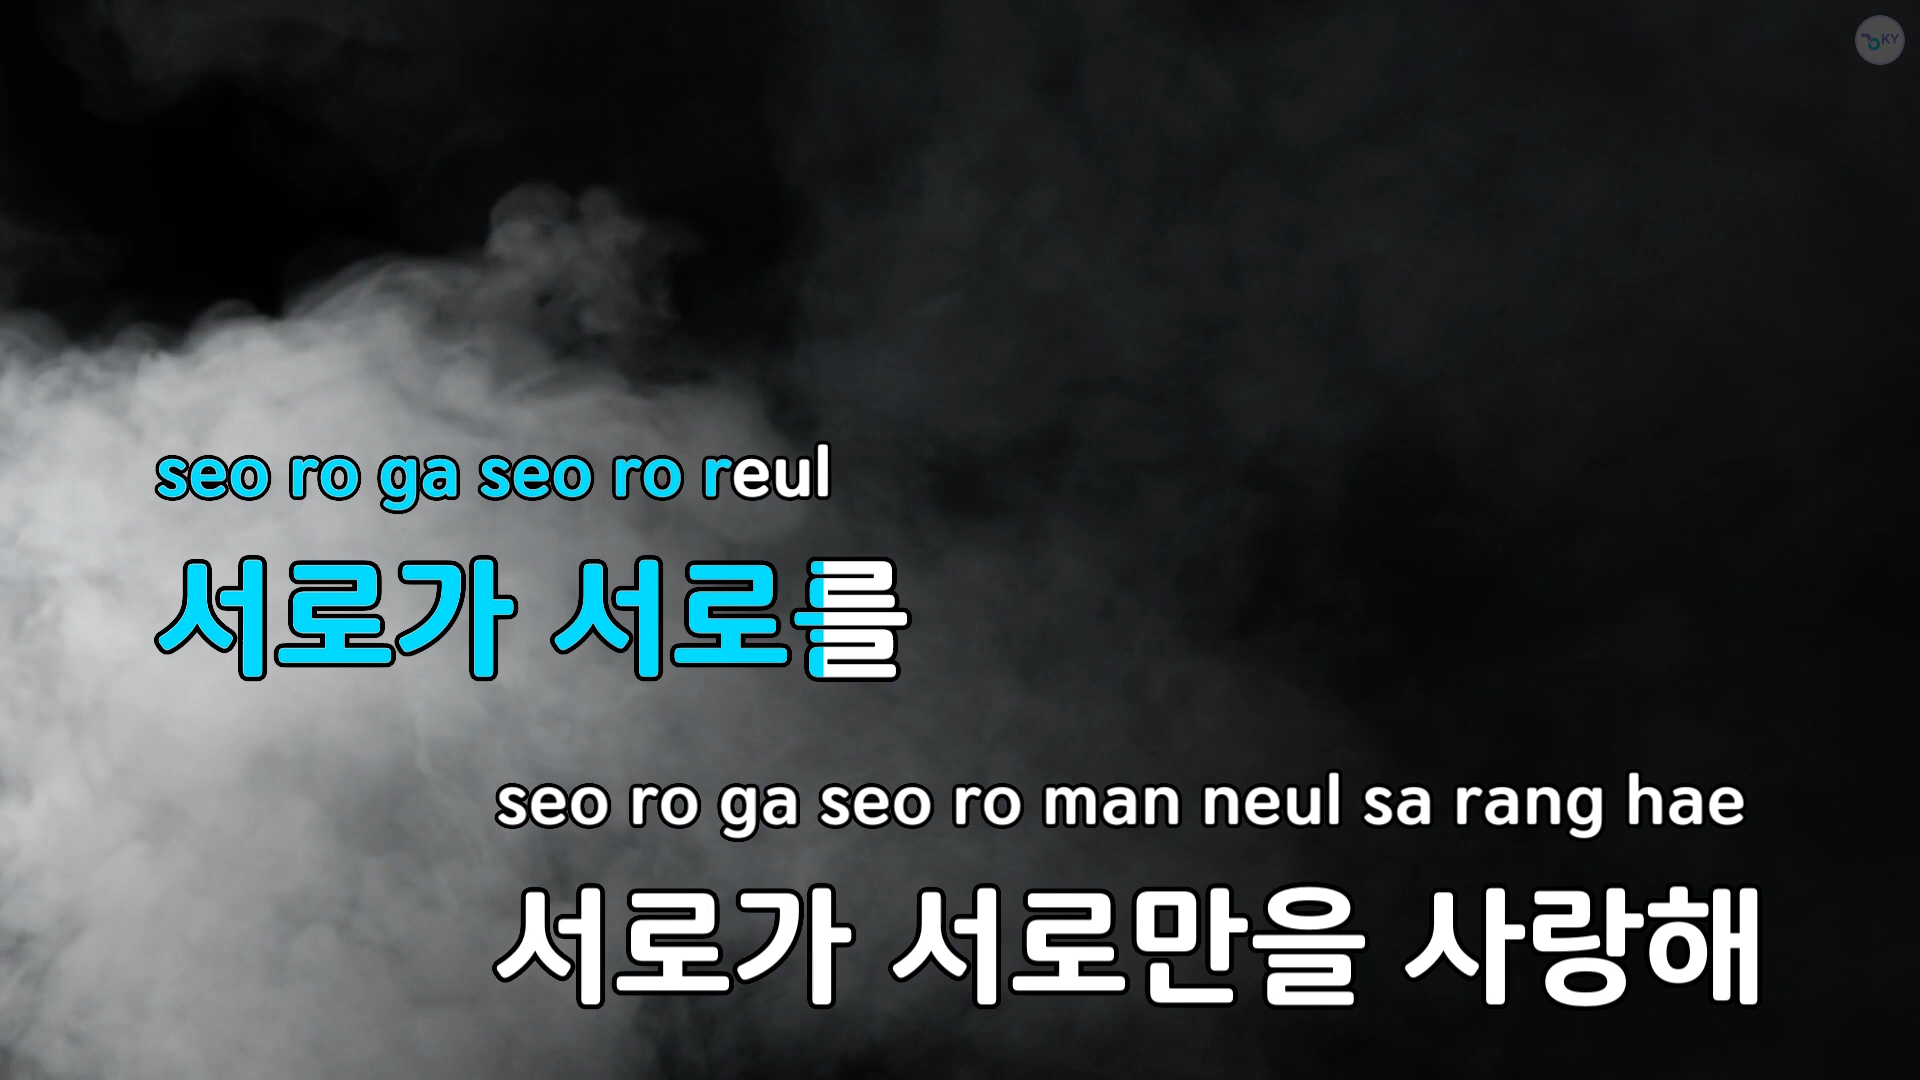 KY
seo ro ga seo ro reul
서로가 서로를
seo ro ga seo ro man neul sa rang hae
서로가 서로만을 사랑해